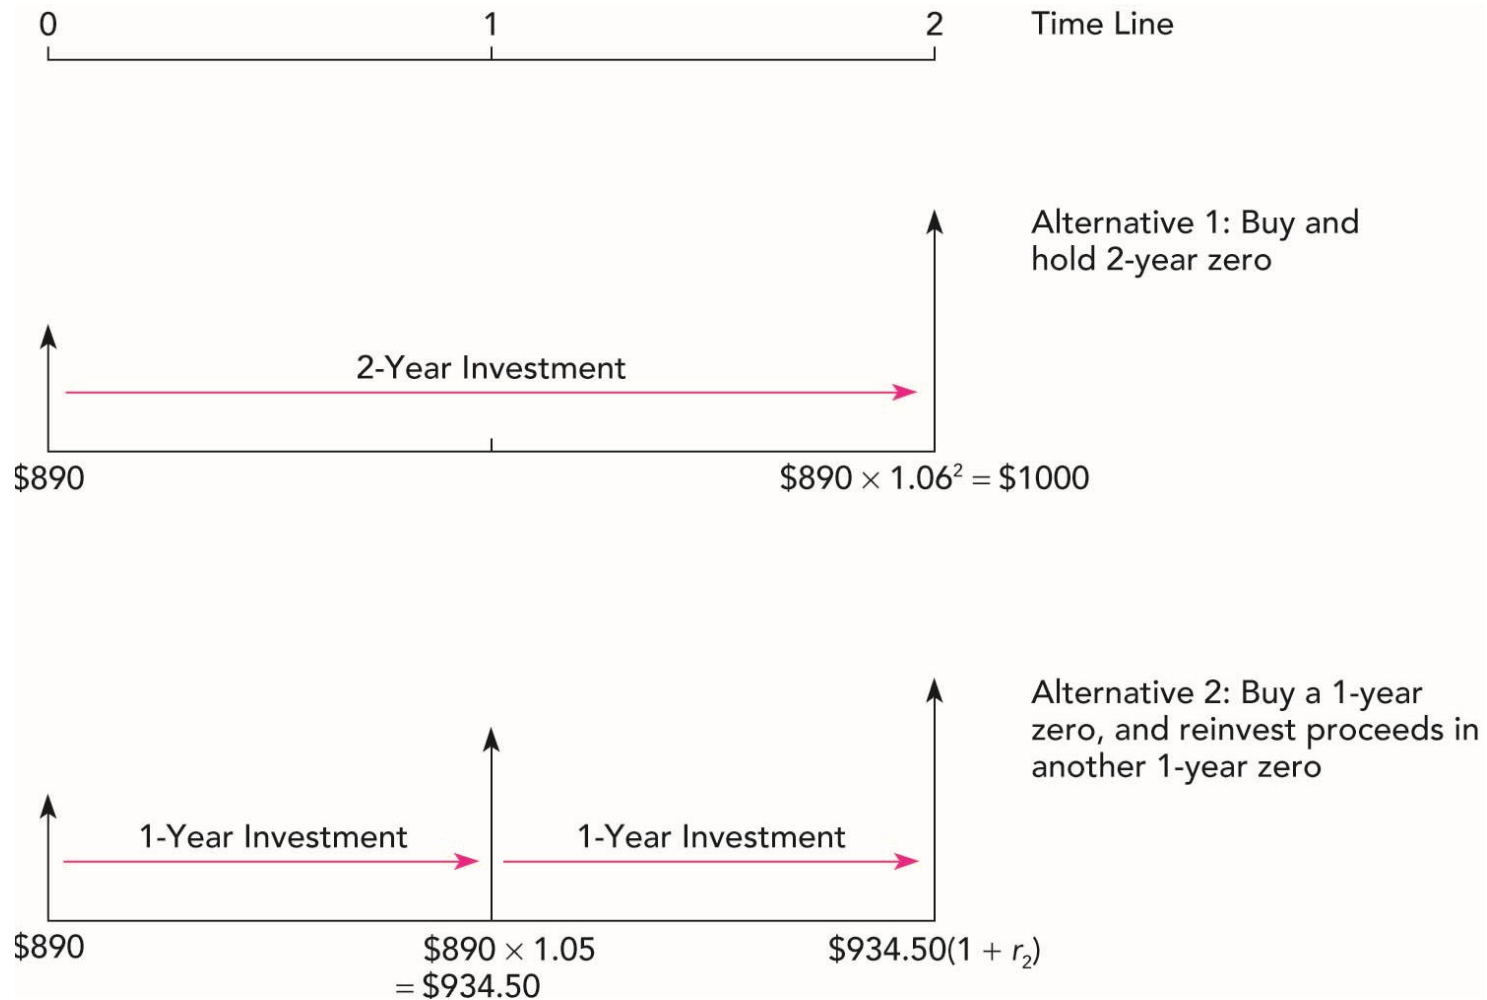 0 1 2 Time Line
Alternative 1: Buy and
hold 2-year zero
2-Year Investment
$890 $890 × 1.06² = $1000
Alternative 2: Buy a 1-year
zero, and reinvest proceeds in
another 1-year zero
1-Year Investment 1-Year Investment
$890 $890 × 1.05 $934.50(1 + r₂)
= $934.50